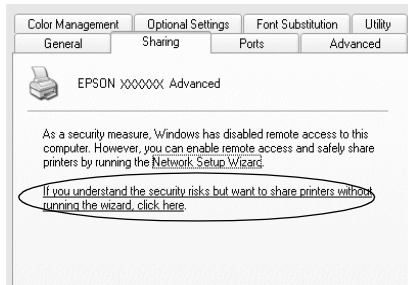 Color Management Optional Settings Font Substitution Utility
General Sharing Ports Advanced
EPSON XXXXXX Advanced
As a security measure, Windows has disabled remote access to this
computer. However, you can enable remote access and safely share
printers by running the Network Setup Wizard.
If you understand the security risks but want to share printers without
running the wizard, click here.